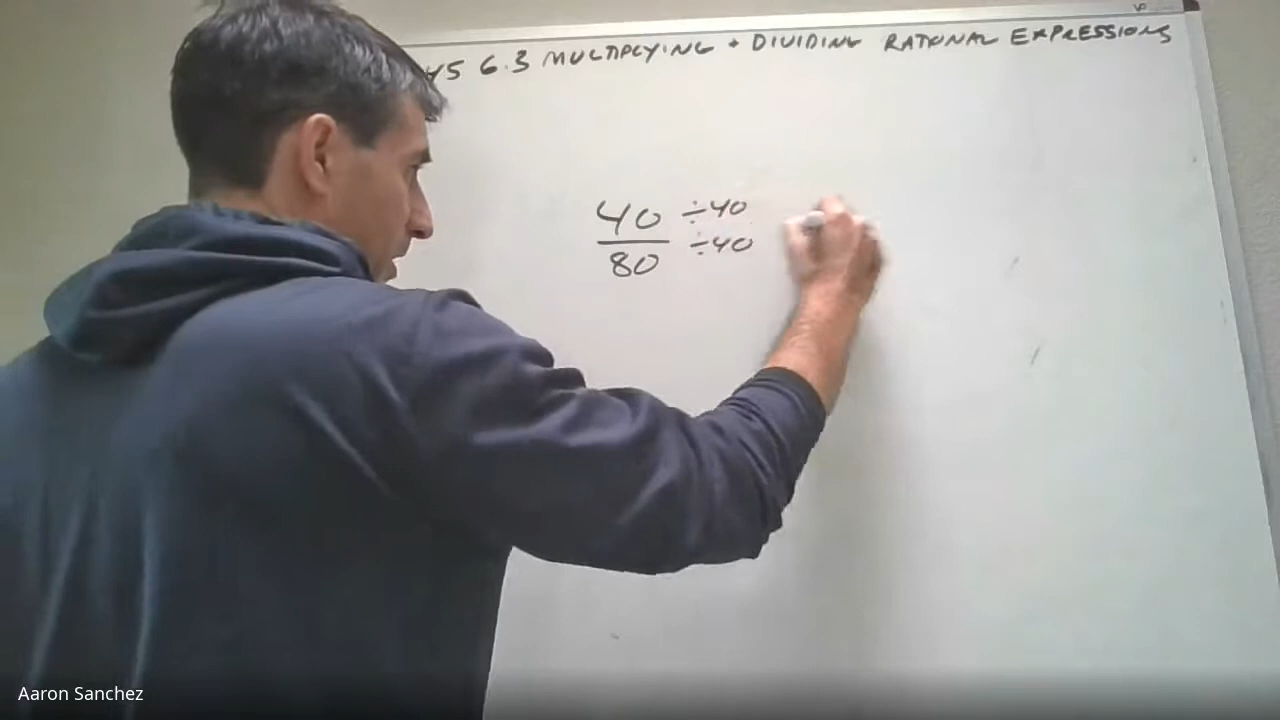 45 6.3 MULTIPLYING + DIVIDING RATIONAL EXPRESSIONS
40 ÷40
80 ÷40
Aaron Sanchez